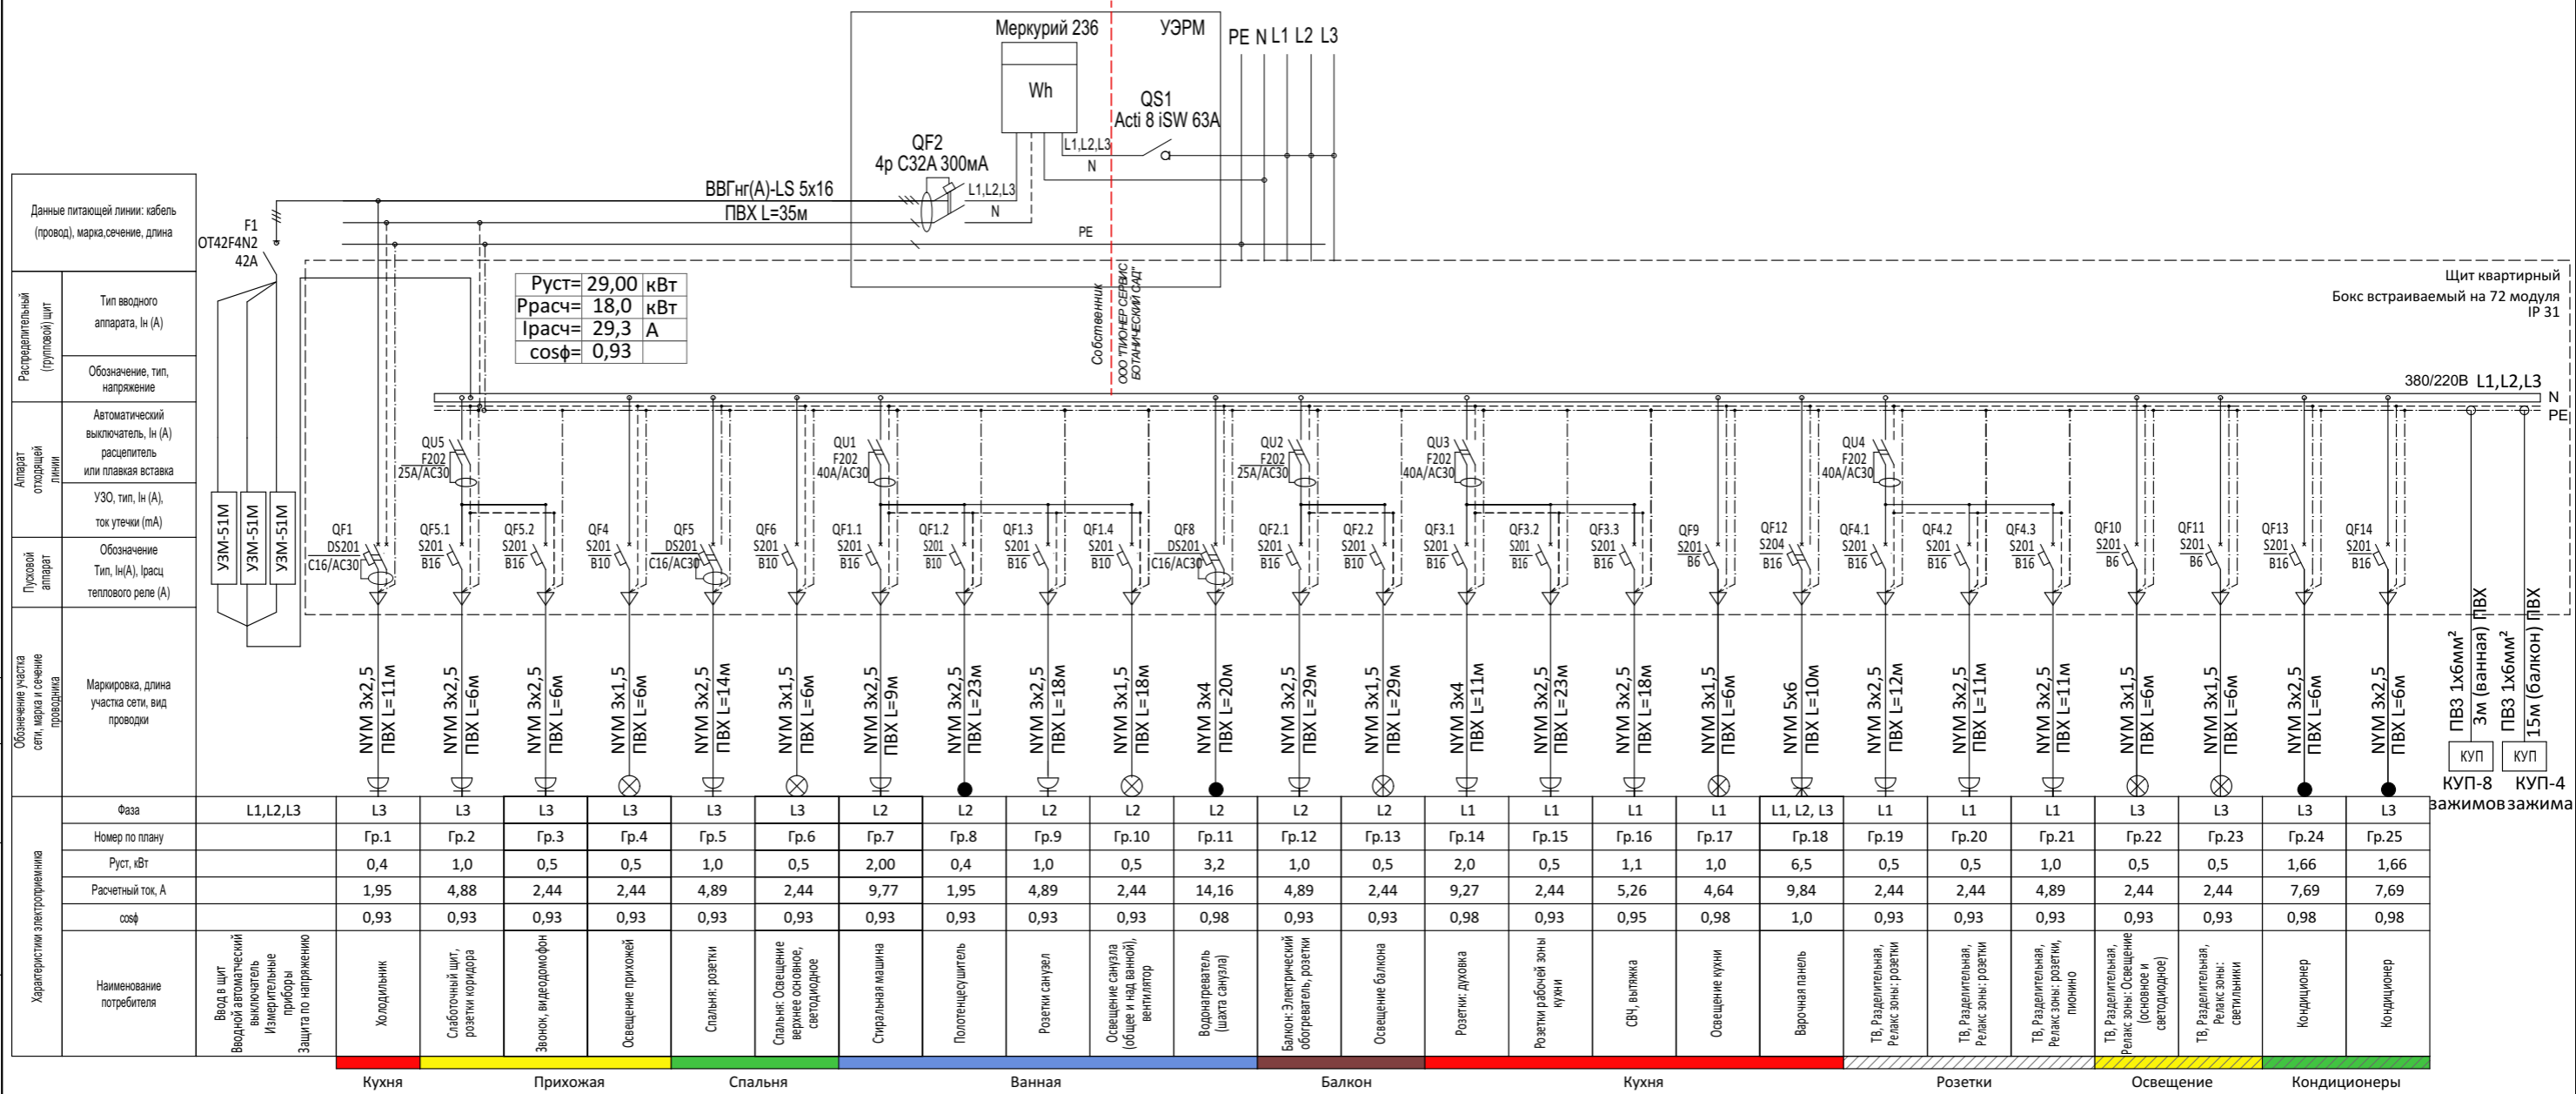 Меркурий 236
УЭРМ
Wh
PE N L1 L2 L3
QS1
Acti 8 iSW 63A
L1,L2,L3
N
QF2
4р C32A 300мА
L1,L2,L3
N
ВВГнг(А)-LS 5х16
ПВХ L=35м
PE
F1
OT42F4N2
42A
Данные питающей линии: кабель
(провод), марка,сечение, длина
Распределительный
(групповой) щит
Тип вводного
аппарата, Iн (А)
Обозначение, тип,
напряжение
Аппарат
отходящей
линии
Автоматический
выключатель, Iн (А)
расцепитель
или плавкая вставка
УЗО, тип, Iн (А),
ток утечки (mA)
Пусковой
аппарат
Обозначение
Тип, Iн(А), Iрасц
теплового реле (А)
Обозначение участка
сети, марка и сечение
проводника
Маркировка, длина
участка сети, вид
проводки
Руст= 29,00 кВт
Ррасч= 18,0 кВт
Iрасч= 29,3 А
cosф= 0,93
Собственник
ООО "ПИОНЕР СЕРВИС
БОТАНИЧЕСКИЙ САД"
Щит квартирный
Бокс встраиваемый на 72 модуля
IP 31
380/220В L1,L2,L3
N
PE
УЗМ-51М
УЗМ-51М
УЗМ-51М
QU5
F202
25A/AC30
QU1
F202
40A/AC30
QU2
F202
25A/AC30
QU3
F202
40A/AC30
QU4
F202
40A/AC30
QF1
DS201
C16/AC30
QF5.1
S201
B16
QF5.2
S201
B16
QF4
S201
B10
QF5
DS201
C16/AC30
QF6
S201
B10
QF1.1
S201
B16
QF1.2
S201
B10
QF1.3
S201
B16
QF1.4
S201
B10
QF8
DS201
C16/AC30
QF2.1
S201
B16
QF2.2
S201
B10
QF3.1
S201
B16
QF3.2
S201
B16
QF3.3
S201
B16
QF9
S201
B6
QF12
S204
B16
QF4.1
S201
B16
QF4.2
S201
B16
QF4.3
S201
B16
QF10
S201
B6
QF11
S201
B6
QF13
S201
B16
QF14
S201
B16
NYM 3x2,5
ПВХ L=11м
NYM 3x2,5
ПВХ L=6м
NYM 3x2,5
ПВХ L=6м
NYM 3x1,5
ПВХ L=6м
NYM 3x2,5
ПВХ L=14м
NYM 3x1,5
ПВХ L=6м
NYM 3x2,5
ПВХ L=9м
NYM 3x2,5
ПВХ L=23м
NYM 3x2,5
ПВХ L=18м
NYM 3x1,5
ПВХ L=18м
NYM 3x4
ПВХ L=20м
NYM 3x2,5
ПВХ L=29м
NYM 3x1,5
ПВХ L=29м
NYM 3x4
ПВХ L=11м
NYM 3x2,5
ПВХ L=23м
NYM 3x2,5
ПВХ L=18м
NYM 3x1,5
ПВХ L=6м
NYM 5x6
ПВХ L=10м
NYM 3x2,5
ПВХ L=12м
NYM 3x2,5
ПВХ L=11м
NYM 3x2,5
ПВХ L=11м
NYM 3x1,5
ПВХ L=6м
NYM 3x1,5
ПВХ L=6м
NYM 3x2,5
ПВХ L=6м
NYM 3x2,5
ПВХ L=6м
ПВ3 1х6мм²
3м (ванная) ПВХ
ПВ3 1х6мм²
15м (балкон) ПВХ
КУП
КУП
КУП-8
зажимов
КУП-4
зажима
Характеристики электроприемника
Фаза L1,L2,L3 L3 L3 L3 L3 L3 L3 L2 L2 L2 L2 L2 L2 L2 L1 L1 L1 L1 L1, L2, L3 L1 L1 L1 L3 L3 L3 L3
Номер по плану Гр.1 Гр.2 Гр.3 Гр.4 Гр.5 Гр.6 Гр.7 Гр.8 Гр.9 Гр.10 Гр.11 Гр.12 Гр.13 Гр.14 Гр.15 Гр.16 Гр.17 Гр.18 Гр.19 Гр.20 Гр.21 Гр.22 Гр.23 Гр.24 Гр.25
Руст, кВт 0,4 1,0 0,5 0,5 1,0 0,5 2,00 0,4 1,0 0,5 3,2 1,0 0,5 2,0 0,5 1,1 1,0 6,5 0,5 0,5 1,0 0,5 0,5 1,66 1,66
Расчетный ток, А 1,95 4,88 2,44 2,44 4,89 2,44 9,77 1,95 4,89 2,44 14,16 4,89 2,44 9,27 2,44 5,26 4,64 9,84 2,44 2,44 4,89 2,44 2,44 7,69 7,69
cosф 0,93 0,93 0,93 0,93 0,93 0,93 0,93 0,93 0,93 0,93 0,98 0,93 0,93 0,98 0,93 0,95 0,98 1,0 0,93 0,93 0,93 0,93 0,93 0,98 0,98
Наименование
потребителя
Ввод в щит
Вводной автоматческий
выключатель
Измерительные
приборы
Защита по напряжению
Холодильник
Слаботочный щит,
розетки коридора
Звонок, видеодомофон
Освещение прихожей
Спальня: розетки
Спальня: Освещение
верхнее основное,
светодиодное
Стиральная машина
Полотенцесушитель
Розетки санузел
Освещение санузла
(общее и над ванной),
вентилятор
Водонагреватель
(шахта санузла)
Балкон: Электрический
обогреватель, розетки
Освещение балкона
Розетки: духовка
Розетки рабочей зоны
кухни
СВЧ, вытяжка
Освещение кухни
Варочная панель
ТВ, Разделительная,
Релакс зоны: розетки
ТВ, Разделительная,
Релакс зоны: розетки
ТВ, Разделительная,
Релакс зоны: розетки,
пионино
ТВ, Разделительная,
Релакс зоны: Освещение
(основное и
светодиодное)
ТВ, Разделительная,
Релакс зоны:
светильники
Кондиционер
Кондиционер
Кухня Прихожая Спальня Ванная Балкон Кухня Розетки Освещение Кондиционеры